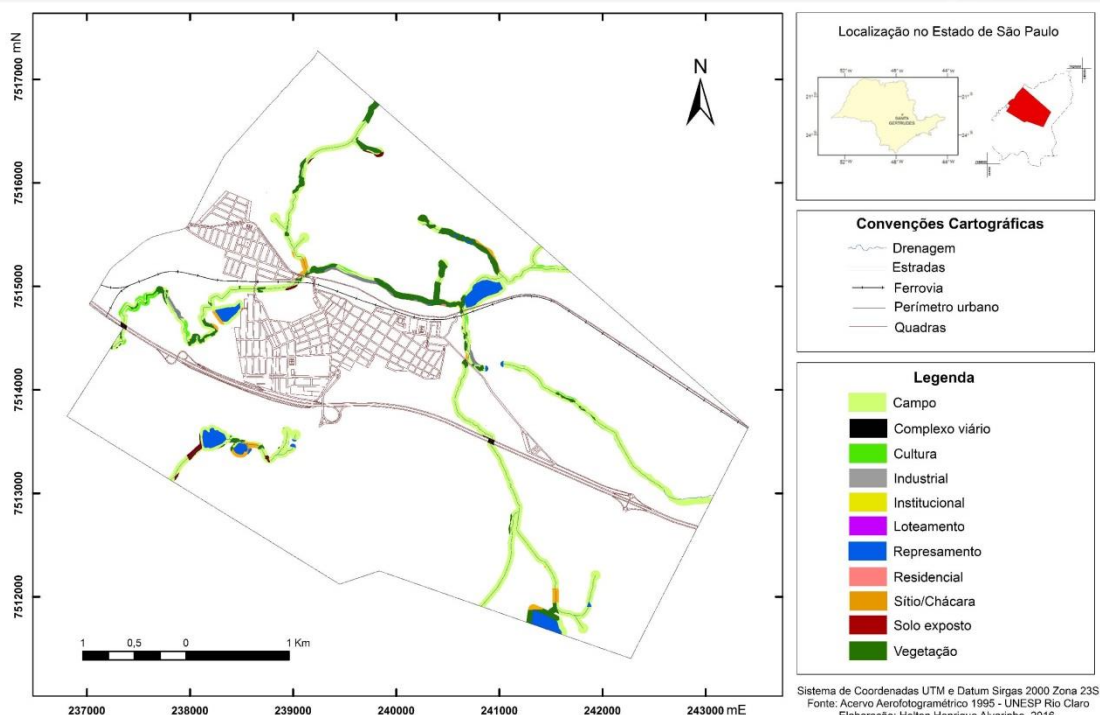 7517000 mN
7516000
7515000
7514000
7513000
7512000
N
1 0,5 0 1 Km
237000 238000 239000 240000 241000 242000 243000 mE
Localização no Estado de São Paulo
GERTRUDES
Convenções Cartográficas
Drenagem
Estradas
Ferrovia
Perímetro urbano
Quadras
Legenda
Campo
Complexo viário
Cultura
Industrial
Institucional
Loteamento
Represamento
Residencial
Sítio/Chácara
Solo exposto
Vegetação
Sistema de Coordenadas UTM e Datum Sirgas 2000 Zona 23S
Fonte: Acervo Aerofotogramétrico 1995 - UNESP Rio Claro